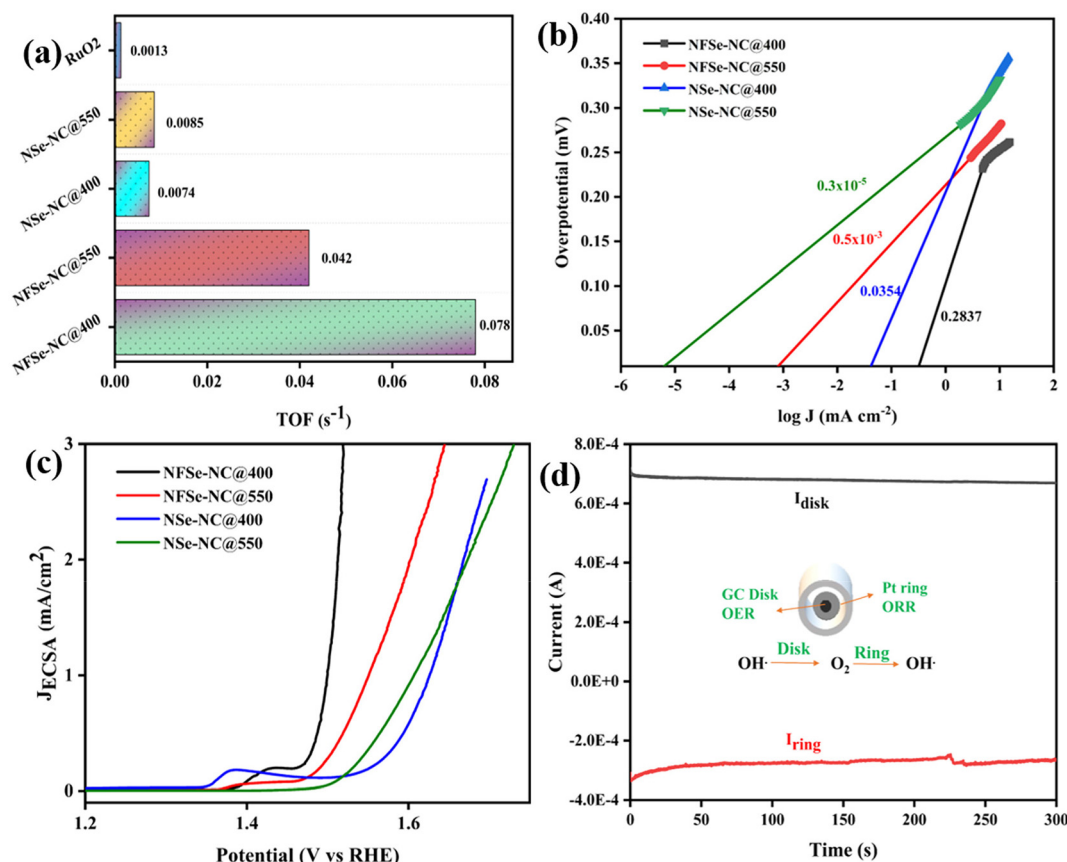 (a)
RuO2
0.0013
NSe-NC@550
0.0085
NSe-NC@400
0.0074
NFSe-NC@550
0.042
NFSe-NC@400
0.078
0.00 0.02 0.04 0.06 0.08
TOF (s⁻¹)
(b)
NFSe-NC@400
NFSe-NC@550
NSe-NC@400
NSe-NC@550
0.40
0.35
0.30
0.25
0.20
0.15
0.10
0.05
Overpotential (mV)
0.3x10⁻⁵
0.5x10⁻³
0.0354
0.2837
-6 -5 -4 -3 -2 -1 0 1 2
log J (mA cm⁻²)
(c)
NFSe-NC@400
NFSe-NC@550
NSe-NC@400
NSe-NC@550
3
2
1
0
J_ECSA (mA/cm²)
1.2 1.4 1.6
Potential (V vs RHE)
(d)
8.0E-4
6.0E-4
4.0E-4
2.0E-4
0.0E+0
-2.0E-4
-4.0E-4
Current (A)
I_disk
GC Disk
OER
Pt ring
ORR
Disk
Ring
OH· O₂ OH·
I_ring
0 50 100 150 200 250 300
Time (s)